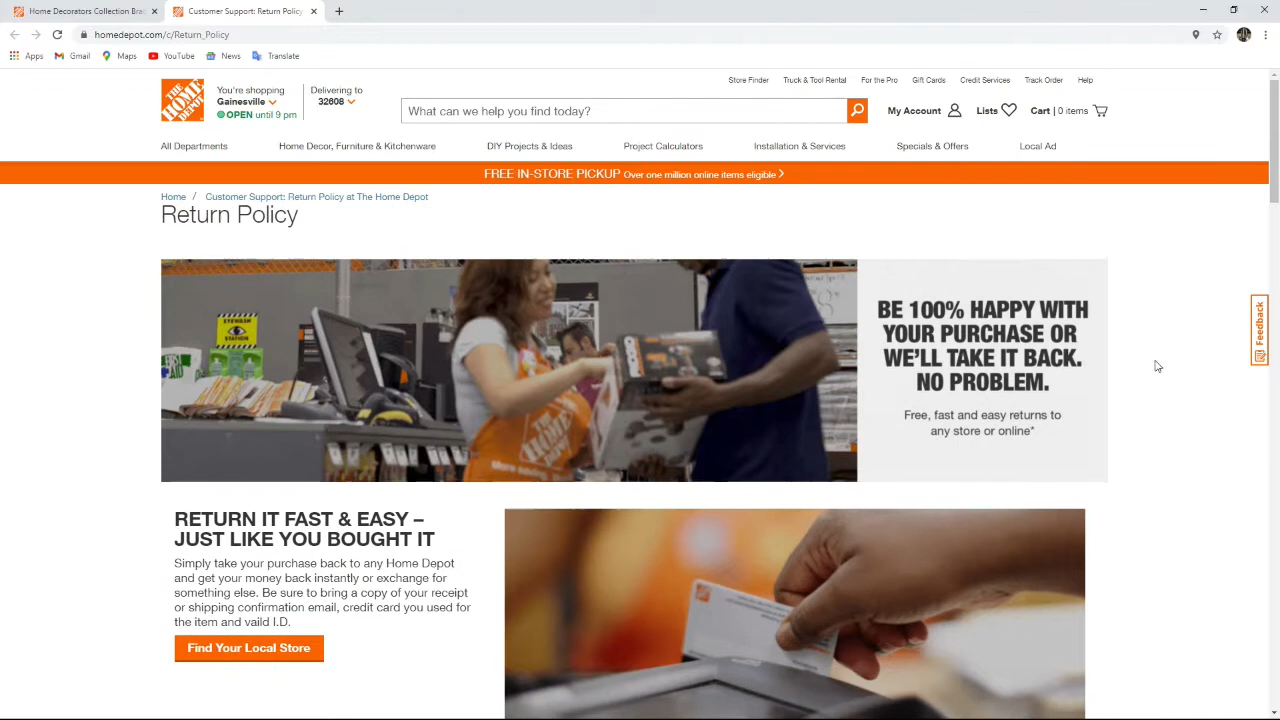 Home Decorators Collection Bra
Customer Support: Return Policy
homedepot.com/c/Return_Policy
Apps Gmail Maps YouTube News Translate
Store Finder Truck & Tool Rental For the Pro Gift Cards Credit Services Track Order Help
THE HOME DEPOT
You're shopping
Gainesville
OPEN until 9 pm
Delivering to
32608
What can we help you find today?
My Account Lists Cart | 0 items
All Departments Home Decor, Furniture & Kitchenware DIY Projects & Ideas Project Calculators Installation & Services Specials & Offers Local Ad
FREE IN-STORE PICKUP Over one million online items eligible
Home / Customer Support: Return Policy at The Home Depot
Return Policy
EYEWASH
STATION
FIRST
AID
BE 100% HAPPY WITH
YOUR PURCHASE OR
WE'LL TAKE IT BACK.
NO PROBLEM.
Free, fast and easy returns to
any store or online*
Feedback
RETURN IT FAST & EASY –
JUST LIKE YOU BOUGHT IT
Simply take your purchase back to any Home Depot
and get your money back instantly or exchange for
something else. Be sure to bring a copy of your receipt
or shipping confirmation email, credit card you used for
the item and vaild I.D.
Find Your Local Store